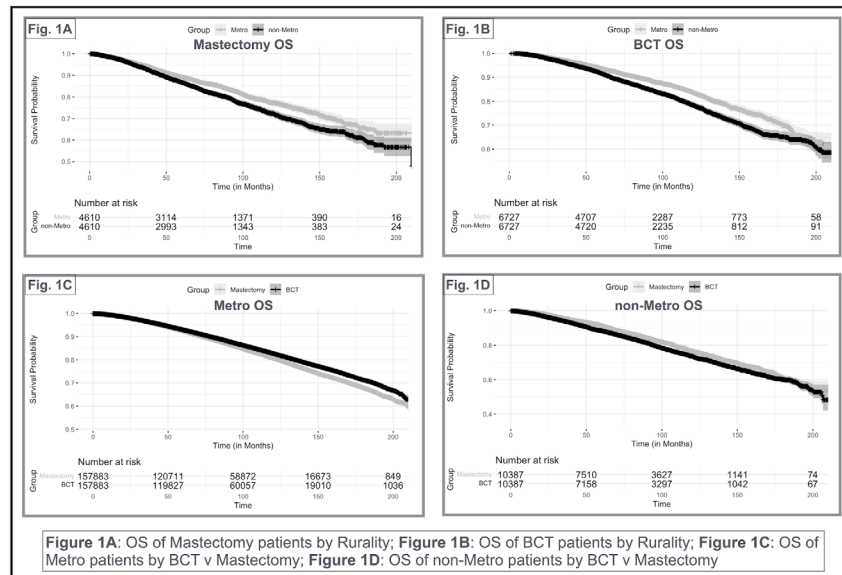 Fig. 1A
Group Metro non-Metro
Mastectomy OS
Survival Probability
1.0
0.9
0.8
0.7
0.6
0.5
0 50 100 150 200
Time (in Months)
Number at risk
Group
Metro 4610 3114 1371 390 16
non-Metro 4610 2993 1343 383 24
0 50 100 150 200
Time
Fig. 1B
Group Metro non-Metro
BCT OS
Survival Probability
1.0
0.9
0.8
0.7
0.6
0 50 100 150 200
Time (in Months)
Number at risk
Group
Metro 6727 4707 2287 773 58
non-Metro 6727 4720 2235 812 91
0 50 100 150 200
Time
Fig. 1C
Group Mastectomy BCT
Metro OS
Survival Probability
1.0
0.9
0.8
0.7
0.6
0.5
0 50 100 150 200
Time (in Months)
Number at risk
Group
Mastectomy 157883 120711 58872 16673 849
BCT 157883 119827 60057 19010 1036
0 50 100 150 200
Time
Fig. 1D
Group Mastectomy BCT
non-Metro OS
Survival Probability
1.0
0.8
0.6
0.4
0 50 100 150 200
Time (in Months)
Number at risk
Group
Mastectomy 10387 7510 3627 1141 74
BCT 10387 7158 3297 1042 67
0 50 100 150 200
Time
Figure 1A: OS of Mastectomy patients by Rurality; Figure 1B: OS of BCT patients by Rurality; Figure 1C: OS of
Metro patients by BCT v Mastectomy; Figure 1D: OS of non-Metro patients by BCT v Mastectomy